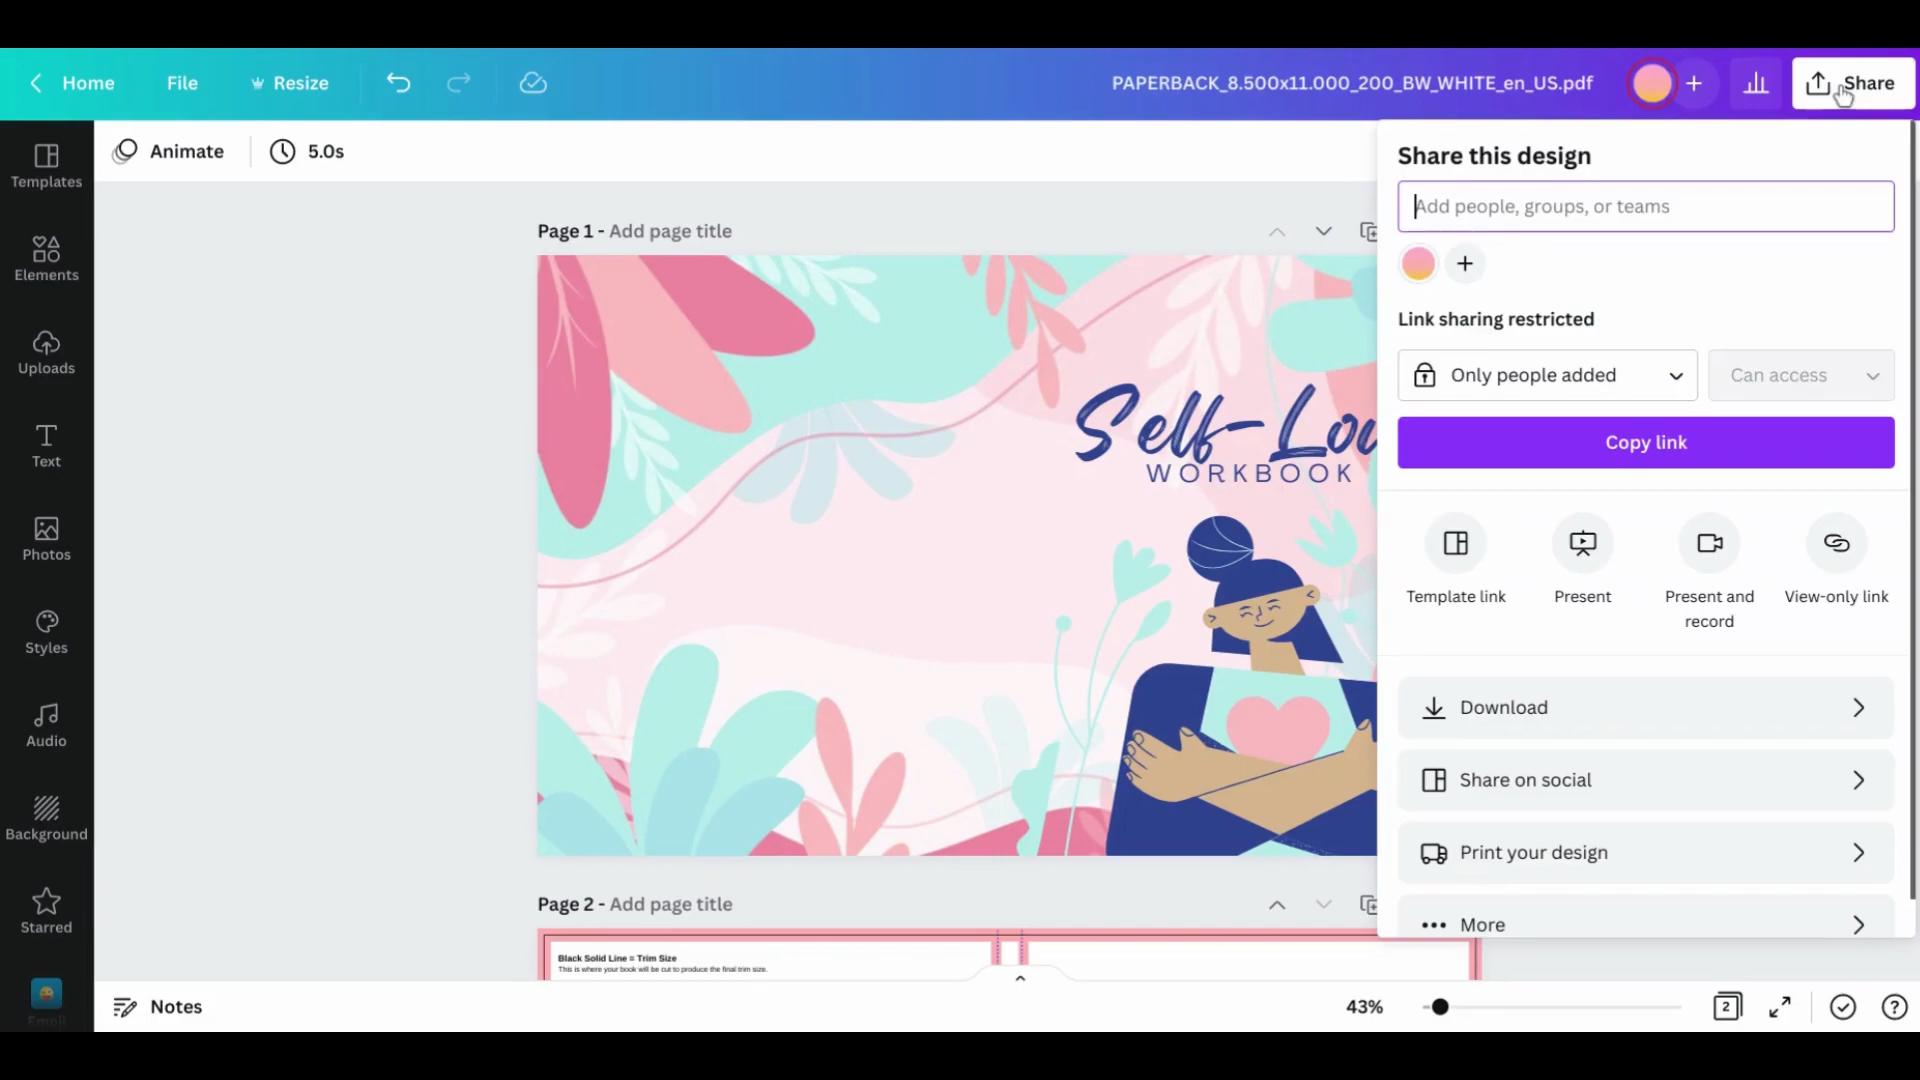 Home File Resize PAPERBACK_8.500x11.000_200_BW_WHITE_en_US.pdf Share
Templates
Elements
Uploads
Text
Photos
Styles
Audio
Background
Starred
Emoji
Animate 5.0s
Page 1 - Add page title
Self-Lov
WORKBOOK
Page 2 - Add page title
Black Solid Line = Trim Size
This is where your book will be cut to produce the final trim size.
Share this design
Add people, groups, or teams
Link sharing restricted
Only people added Can access
Copy link
Template link Present Present and record View-only link
Download
Share on social
Print your design
More
Notes 43% 2